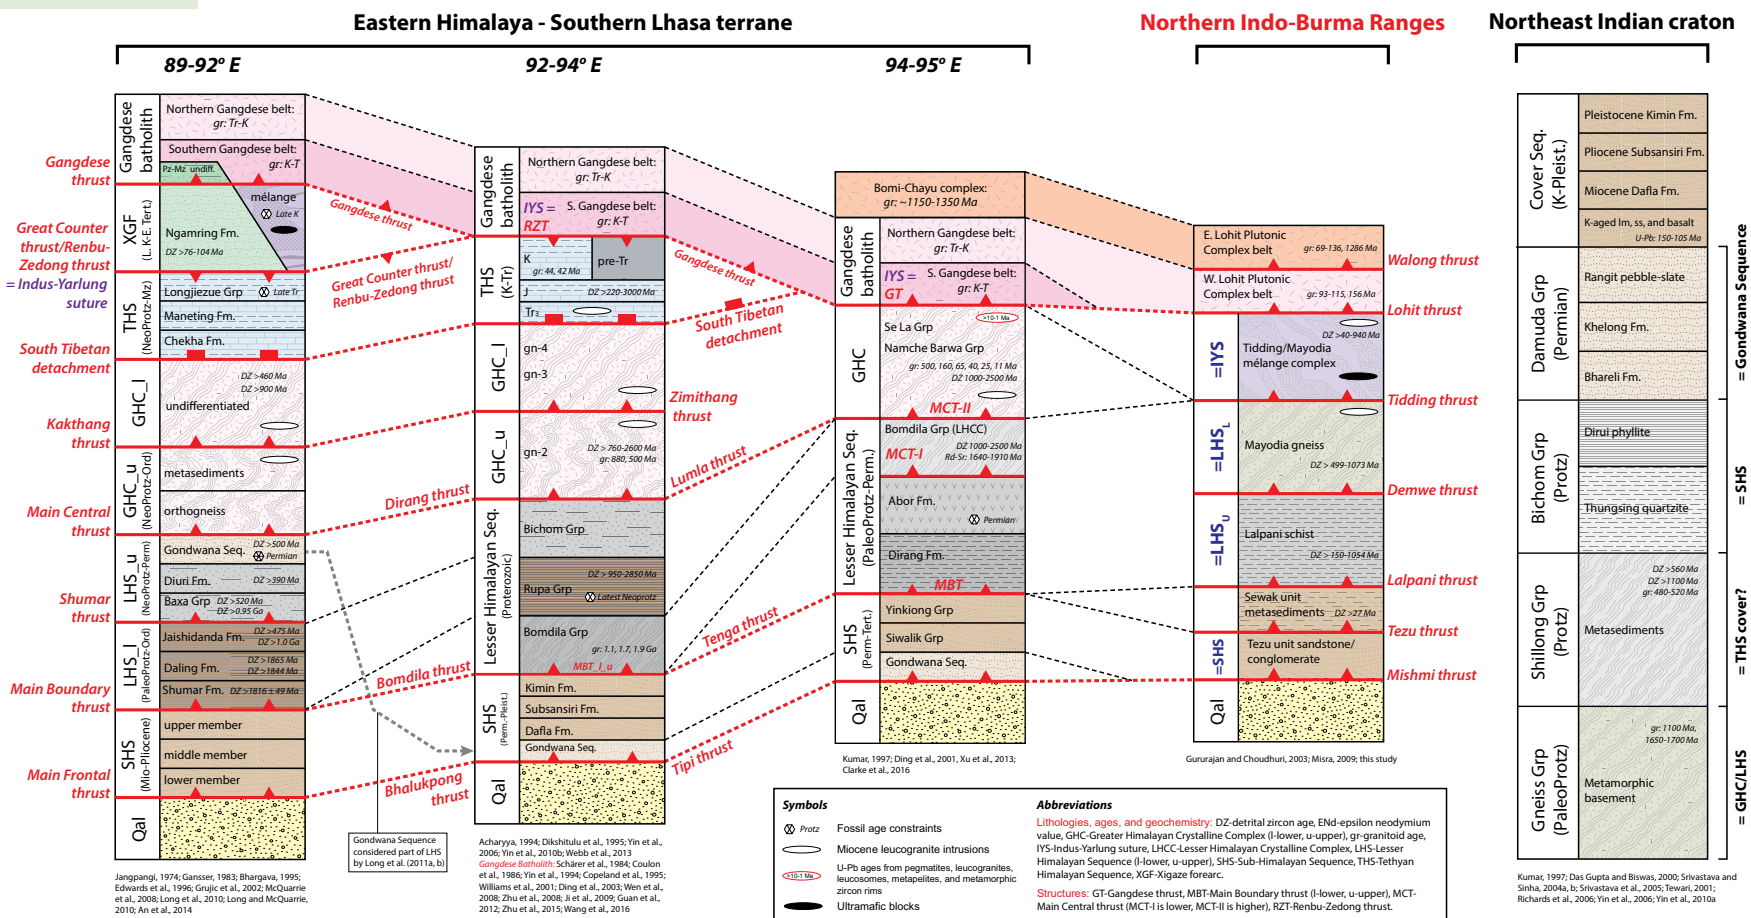 Eastern Himalaya - Southern Lhasa terrane
Northern Indo-Burma Ranges
Northeast Indian craton
89-92° E
92-94° E
94-95° E
Gangdese
thrust
Great Counter
thrust/Renbu-
Zedong thrust
= Indus-Yarlung
suture
South Tibetan
detachment
Kakthang
thrust
Main Central
thrust
Shumar
thrust
Main Boundary
thrust
Main Frontal
thrust
Gangdese
batholith
XGF
(L. K-E. Tert.)
THS
(NeoProtz-Mz)
GHC_l
GHC_u
(NeoProtz-Ord)
LHS_u
(NeoProtz-Perm)
LHS_l
(PaleoProtz-Ord)
SHS
(Mio-Pliocene)
Qal
Northern Gangdese belt:
gr: Tr-K
Southern Gangdese belt:
gr: K-T
Pz-Mz undiff.
mélange
Late K
Ngamring Fm.
DZ >76-104 Ma
Longjiezue Grp
Late Tr
Maneting Fm.
Chekha Fm.
DZ >460 Ma
DZ >900 Ma
undifferentiated
metasediments
orthogneiss
Gondwana Seq.
DZ >500 Ma
Permian
Diuri Fm.
DZ >390 Ma
Baxa Grp
DZ >520 Ma
DZ >0.95 Ga
Jaishidanda Fm.
DZ >475 Ma
DZ >1.0 Ga
Daling Fm.
DZ >1865 Ma
DZ >1844 Ma
Shumar Fm.
DZ >1816 ± 49 Ma
upper member
middle member
lower member
Jangpangi, 1974; Gansser, 1983; Bhargava, 1995;
Edwards et al., 1996; Grujic et al., 2002; McQuarrie
et al., 2008; Long et al., 2010; Long and McQuarrie,
2010; An et al., 2014
Gangdese thrust
Great Counter thrust/
Renbu-Zedong thrust
Dirang thrust
Bomdila thrust
Bhalukpong
thrust
Gondwana Sequence
considered part of LHS
by Long et al. (2011a, b)
Gangdese
batholith
THS
(K-Tr)
GHC_l
GHC_u
Lesser Himalayan Seq.
(Proterozoic)
SHS
(Perm.-Pleist.)
Qal
Northern Gangdese belt:
gr: Tr-K
IYS =
RZT
S. Gangdese belt:
gr: K-T
K
gr: 44, 42 Ma
pre-Tr
J
DZ >220-3000 Ma
Tr3
gn-4
gn-3
gn-2
DZ > 760-2600 Ma
gr: 880, 500 Ma
Bichom Grp
DZ > 950-2850 Ma
Rupa Grp
Latest Neoprotz
Bomdila Grp
gr: 1.1, 1.7, 1.9 Ga
MBT_l_u
Kimin Fm.
Subsansiri Fm.
Dafla Fm.
Gondwana Seq.
Acharyya, 1994; Dikshitulu et al., 1995; Yin et al.,
2006; Yin et al., 2010b; Webb et al., 2013
Gangdese Batholith: Schärer et al., 1984; Coulon
et al., 1986; Yin et al., 1994; Copeland et al., 1995;
Williams et al., 2001; Ding et al., 2003; Wen et al.,
2008; Zhu et al., 2008; Ji et al., 2009; Guan et al.,
2012; Zhu et al., 2015; Wang et al., 2016
Gangdese thrust
South Tibetan
detachment
Zimithang
thrust
Lumla thrust
Tenga thrust
Tipi thrust
Gangdese
batholith
GHC
Lesser Himalayan Seq.
(PaleoProtz-Perm.)
SHS
(Perm-Tert.)
Qal
Bomi-Chayu complex:
gr: ~1150-1350 Ma
Northern Gangdese belt:
gr: Tr-K
IYS =
GT
S. Gangdese belt:
gr: K-T
>10-1 Ma
Se La Grp
Namche Barwa Grp
gr: 500, 160, 65, 40, 25, 11 Ma
DZ 1000-2500 Ma
MCT-II
Bomdila Grp (LHCC)
DZ 1000-2500 Ma
Rd-Sr: 1640-1910 Ma
MCT-I
Abor Fm.
Permian
Dirang Fm.
MBT
Yinkiong Grp
Siwalik Grp
Gondwana Seq.
Kumar, 1997; Ding et al., 2001, Xu et al., 2013;
Clarke et al., 2016
E. Lohit Plutonic
Complex belt
gr: 69-136, 1286 Ma
W. Lohit Plutonic
Complex belt
gr: 93-115, 156 Ma
=IYS
DZ >40-940 Ma
Tidding/Mayodia
mélange complex
=LHSL
Mayodia gneiss
DZ > 499-1073 Ma
=LHSU
Lalpani schist
DZ > 150-1054 Ma
Sewak unit
metasediments
DZ >27 Ma
=SHS
Tezu unit sandstone/
conglomerate
Qal
Walong thrust
Lohit thrust
Tidding thrust
Demwe thrust
Lalpani thrust
Tezu thrust
Mishmi thrust
Gururajan and Choudhuri, 2003; Misra, 2009; this study
Cover Seq.
(K-Pleist.)
Damuda Grp
(Permian)
Bichom Grp
(Protz)
Shillong Grp
(Protz)
Gneiss Grp
(PaleoProtz)
Pleistocene Kimin Fm.
Pliocene Subsansiri Fm.
Miocene Dafla Fm.
K-aged lm, ss, and basalt
U-Pb: 150-105 Ma
Rangit pebble-slate
Khelong Fm.
Bhareli Fm.
Dirui phyllite
Thungsing quartzite
DZ >560 Ma
DZ >1100 Ma
gr: 480-520 Ma
Metasediments
gr: 1100 Ma,
1650-1700 Ma
Metamorphic
basement
= Gondwana Sequence
= SHS
= THS cover?
= GHC/LHS
Kumar, 1997; Das Gupta and Biswas, 2000; Srivastava and
Sinha, 2004a, b; Srivastava et al., 2005; Tewari, 2001;
Richards et al., 2006; Yin et al., 2006; Yin et al., 2010a
Symbols
Protz Fossil age constraints
Miocene leucogranite intrusions
>10-1 Ma
U-Pb ages from pegmatites, leucogranites,
leucosomes, metapelites, and metamorphic
zircon rims
Ultramafic blocks
Abbreviations
Lithologies, ages, and geochemistry: DZ-detrital zircon age, ENd-epsilon neodymium
value, GHC-Greater Himalayan Crystalline Complex (l-lower, u-upper), gr-granitoid age,
IYS-Indus-Yarlung suture, LHCC-Lesser Himalayan Crystalline Complex, LHS-Lesser
Himalayan Sequence (l-lower, u-upper), SHS-Sub-Himalayan Sequence, THS-Tethyan
Himalayan Sequence, XGF-Xigaze forearc.
Structures: GT-Gangdese thrust, MBT-Main Boundary thrust (l-lower, u-upper), MCT-
Main Central thrust (MCT-I is lower, MCT-II is higher), RZT-Renbu-Zedong thrust.